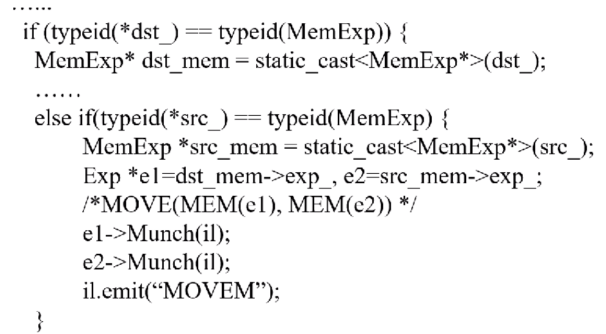 …...
if (typeid(*dst_) == typeid(MemExp)) {
MemExp* dst_mem = static_cast<MemExp*>(dst_);
……
else if(typeid(*src_) == typeid(MemExp) {
MemExp *src_mem = static_cast<MemExp*>(src_);
Exp *e1=dst_mem->exp_, e2=src_mem->exp_;
/*MOVE(MEM(e1), MEM(e2)) */
e1->Munch(il);
e2->Munch(il);
il.emit(“MOVEM”);
}